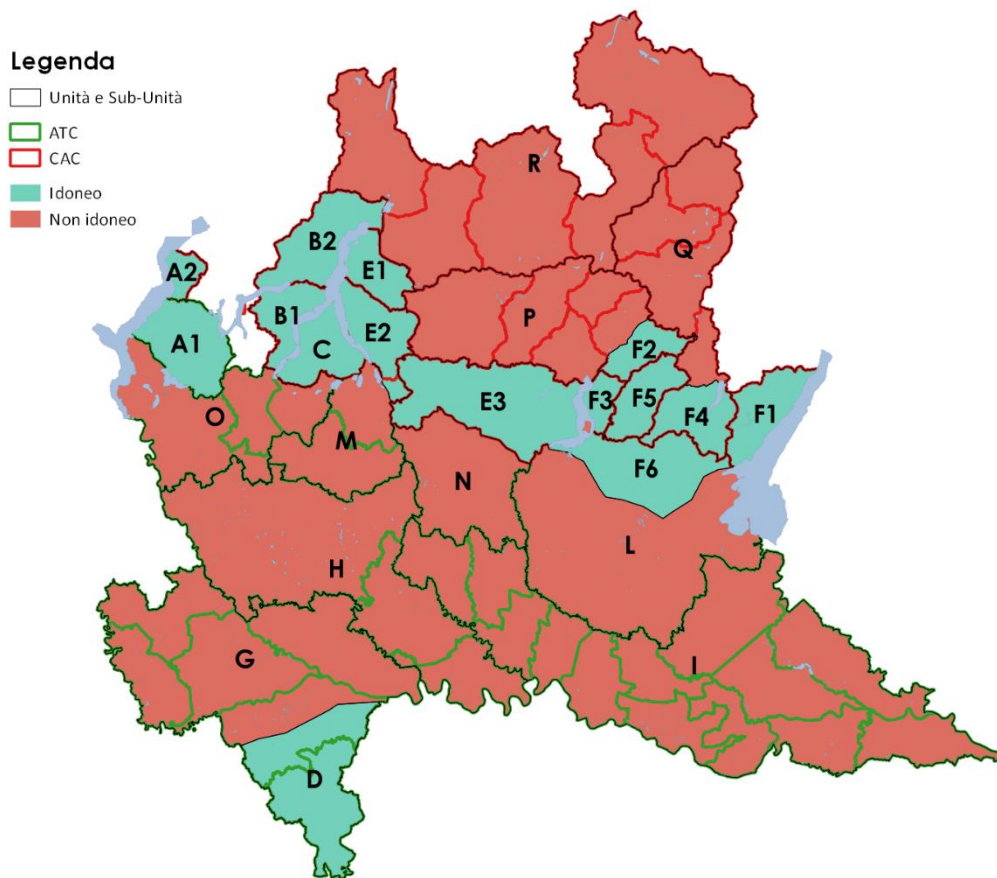 Legenda
Unità e Sub-Unità
ATC
CAC
Idoneo
Non idoneo
R
B2
Q
A2
E1
B1
P
A1
C
E2
F2
E3
F3
F5
F4
F1
O
M
F6
N
L
H
G
I
D